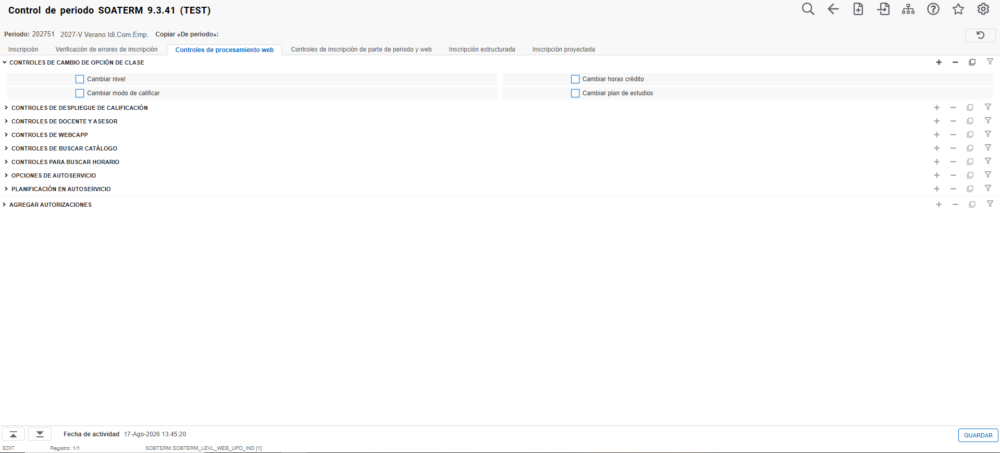 Control de periodo SOATERM 9.3.41 (TEST)
Periodo: 202751 2027-V Verano Idi.Com.Emp. Copiar «De periodo»:
Inscripción Verificación de errores de inscripción Controles de procesamiento web Controles de inscripción de parte de periodo y web Inscripción estructurada Inscripción proyectada
CONTROLES DE CAMBIO DE OPCIÓN DE CLASE
Cambiar nivel Cambiar horas crédito
Cambiar modo de calificar Cambiar plan de estudios
CONTROLES DE DESPLIEGUE DE CALIFICACIÓN
CONTROLES DE DOCENTE Y ASESOR
CONTROLES DE WEBCAPP
CONTROLES DE BUSCAR CATÁLOGO
CONTROLES PARA BUSCAR HORARIO
OPCIONES DE AUTOSERVICIO
PLANIFICACIÓN EN AUTOSERVICIO
AGREGAR AUTORIZACIONES
Fecha de actividad 17-Ago-2026 13:45:20
GUARDAR
EDIT Registro: 1/1 SOBTERM.SOBTERM_LEVL_WEB_UPD_IND [1]